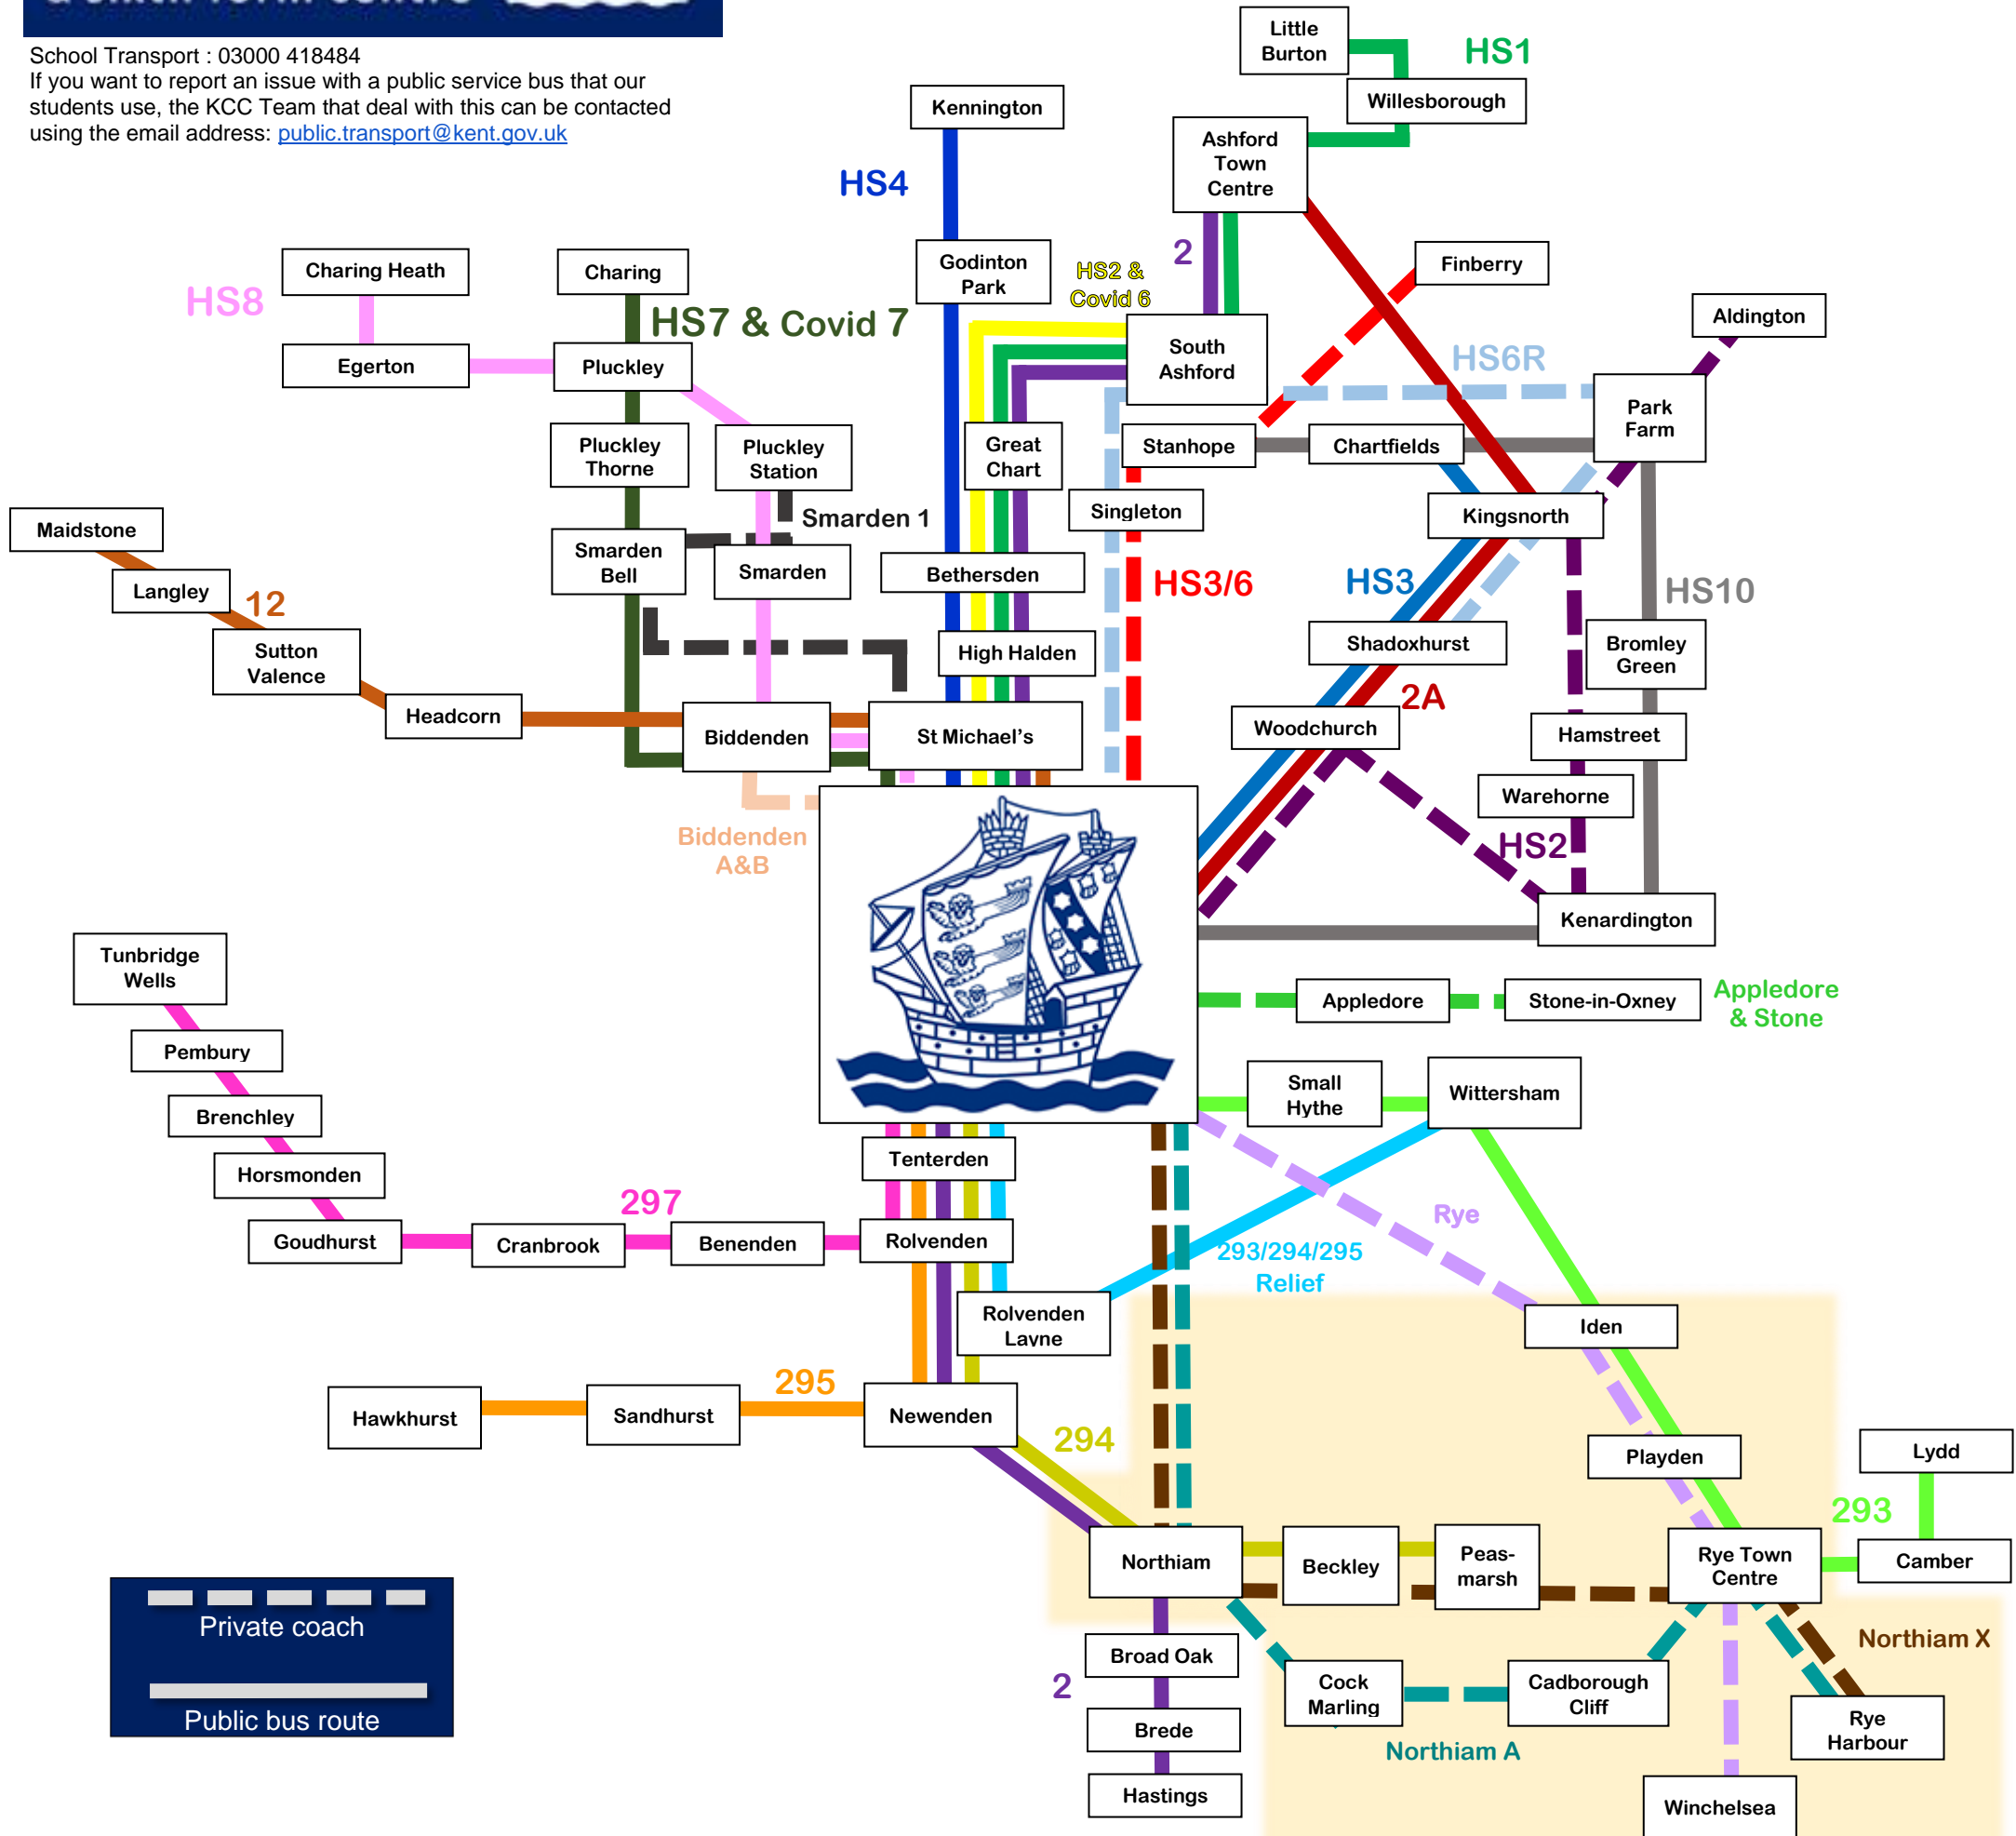 a sixth form centre
School Transport : 03000 418484
If you want to report an issue with a public service bus that our
students use, the KCC Team that deal with this can be contacted
using the email address: public.transport@kent.gov.uk
Little
Burton
HS1
Willesborough
Kennington
Ashford
Town
Centre
HS4
2
Finberry
Charing Heath
Charing
Godinton
Park
HS2 &
Covid 6
HS8
HS7 & Covid 7
Aldington
Egerton
Pluckley
South
Ashford
HS6R
Park
Farm
Pluckley
Thorne
Pluckley
Station
Great
Chart
Stanhope
Chartfields
Maidstone
Smarden 1
Singleton
Kingsnorth
Smarden
Bell
Smarden
Bethersden
HS3/6
HS3
HS10
Langley
12
Sutton
Valence
High Halden
Shadoxhurst
Bromley
Green
2A
Headcorn
Biddenden
St Michael's
Woodchurch
Hamstreet
Warehorne
Biddenden
A&B
HS2
Kenardington
Tunbridge
Wells
Appledore
Stone-in-Oxney
Appledore
& Stone
Pembury
Small
Hythe
Wittersham
Brenchley
Tenterden
Horsmonden
297
Rye
Goudhurst
Cranbrook
Benenden
Rolvenden
293/294/295
Relief
Rolvenden
Layne
Iden
295
Hawkhurst
Sandhurst
Newenden
294
Playden
Lydd
293
Northiam
Beckley
Peas-
marsh
Rye Town
Centre
Camber
Private coach
Public bus route
Broad Oak
Northiam X
2
Cock
Marling
Cadborough
Cliff
Brede
Rye
Harbour
Northiam A
Hastings
Winchelsea